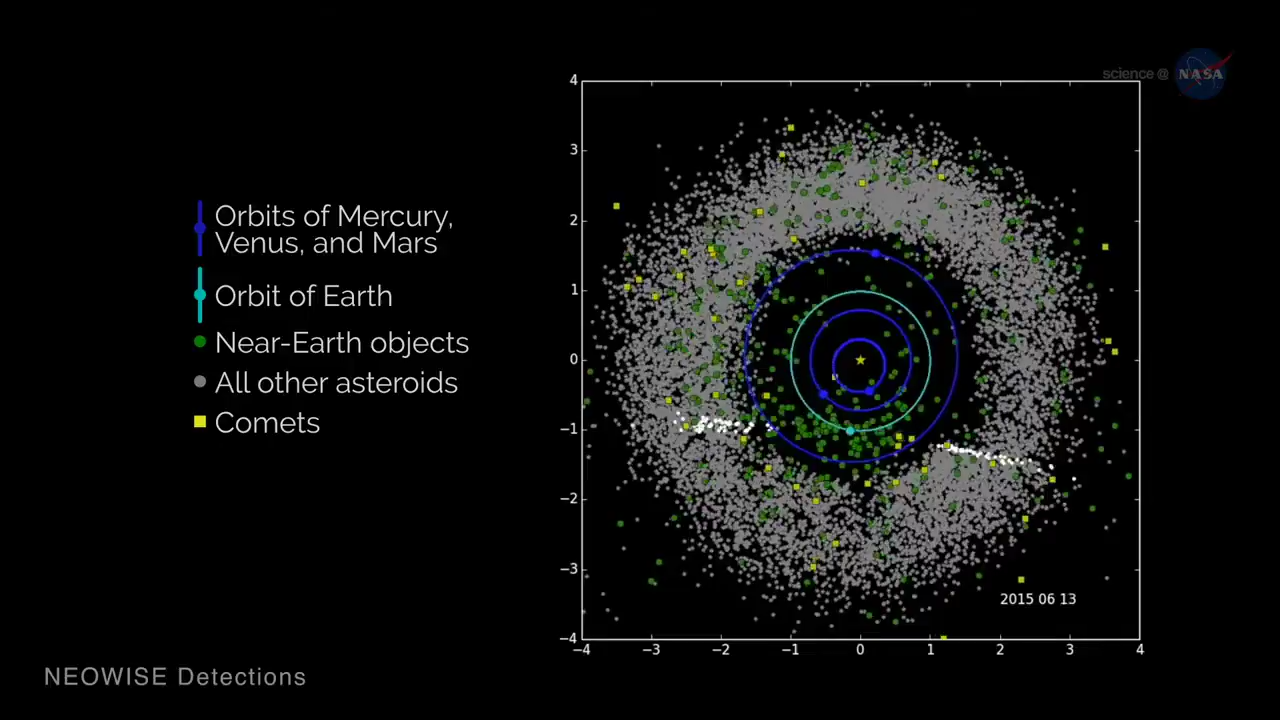 science @ NASA
Orbits of Mercury,
Venus, and Mars
Orbit of Earth
Near-Earth objects
All other asteroids
Comets
4
3
2
1
0
−1
−2
−3
−4
2015 06 13
−4 −3 −2 −1 0 1 2 3 4
NEOWISE Detections